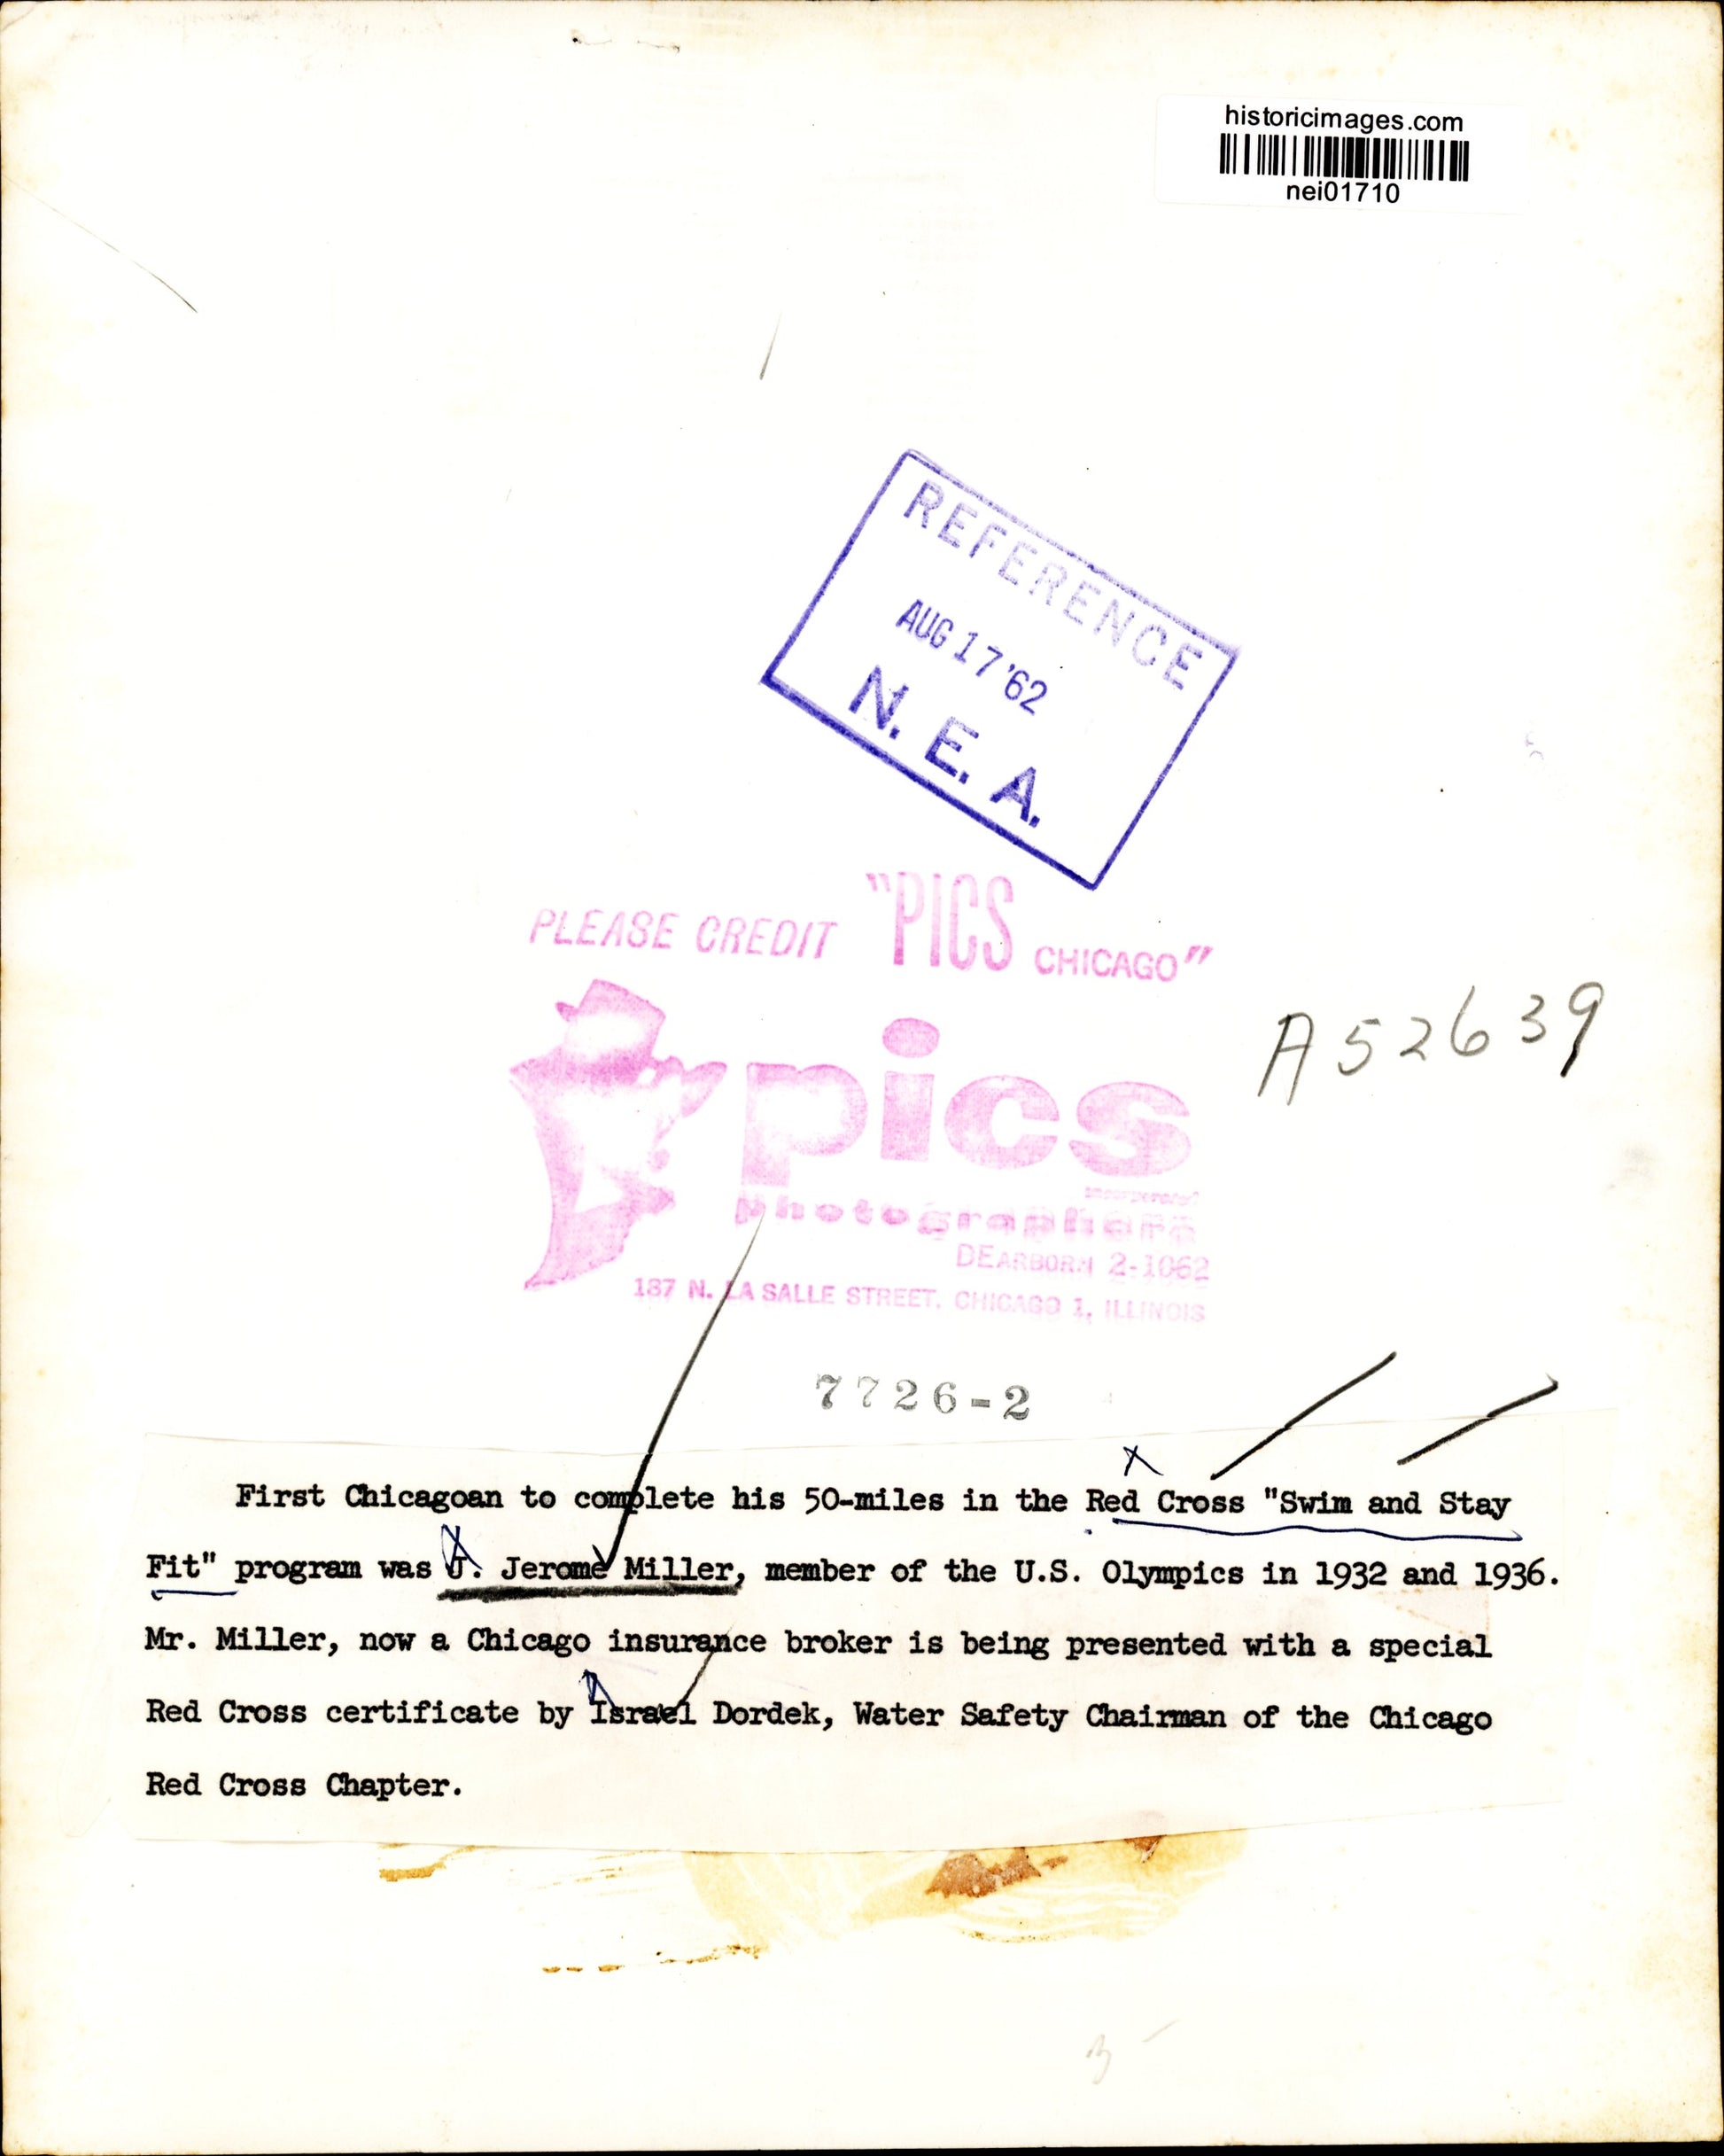 historicimages.com
nei01710
REFERENCE
AUG 17 '62
N. E. A.
PLEASE CREDIT "PICS CHICAGO"
pics
incorporated
photographers
DEARBORN 2-1062
187 N. LA SALLE STREET, CHICAGO 1, ILLINOIS
A52639
7726-2
First Chicagoan to complete his 50-miles in the Red Cross "Swim and Stay
Fit" program was J. Jerome Miller, member of the U.S. Olympics in 1932 and 1936.
Mr. Miller, now a Chicago insurance broker is being presented with a special
Red Cross certificate by Israel Dordek, Water Safety Chairman of the Chicago
Red Cross Chapter.